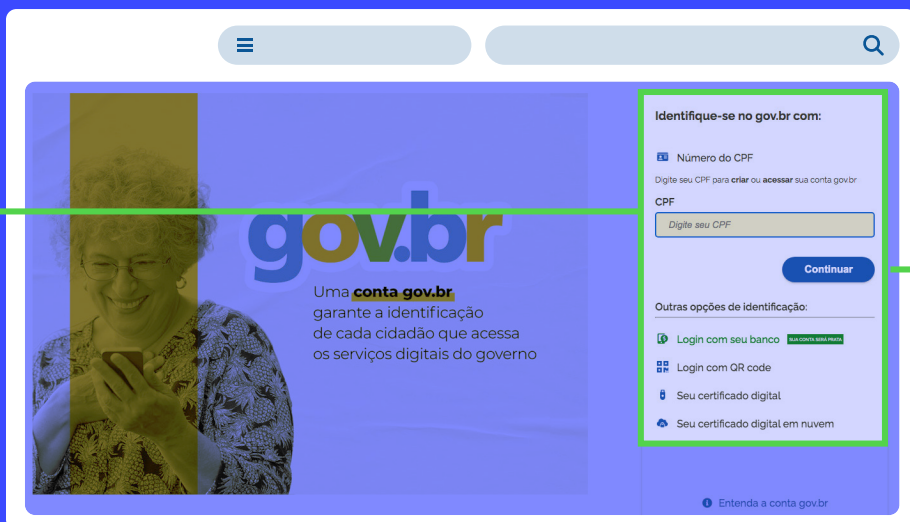 gov.br
Uma conta gov.br
garante a identificação
de cada cidadão que acessa
os serviços digitais do governo
Identifique-se no gov.br com:
Número do CPF
Digite seu CPF para criar ou acessar sua conta gov.br
CPF
Digite seu CPF
Continuar
Outras opções de identificação:
Login com seu banco SUA CONTA SERÁ PRATA
Login com QR code
Seu certificado digital
Seu certificado digital em nuvem
Entenda a conta gov.br